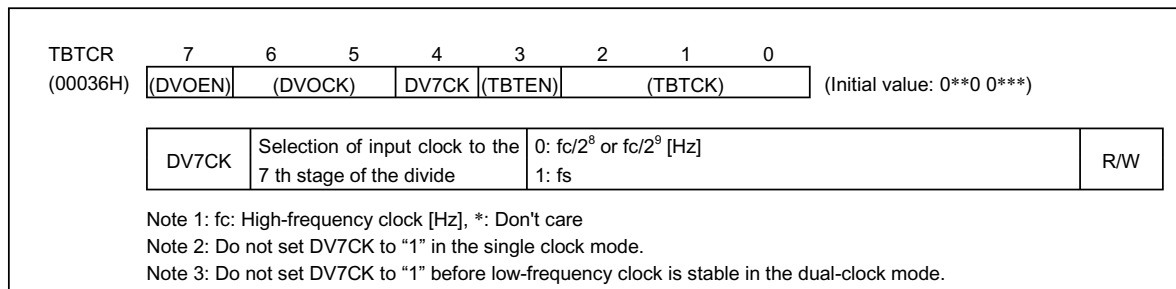 TBTCR 7 6 5 4 3 2 1 0
(00036H) (DVOEN) (DVOCK) DV7CK (TBTEN) (TBTCK) (Initial value: 0**0 0***)
DV7CK Selection of input clock to the 0: fc/2⁸ or fc/2⁹ [Hz] R/W
7 th stage of the divide 1: fs
Note 1: fc: High-frequency clock [Hz], *: Don't care
Note 2: Do not set DV7CK to “1” in the single clock mode.
Note 3: Do not set DV7CK to “1” before low-frequency clock is stable in the dual-clock mode.